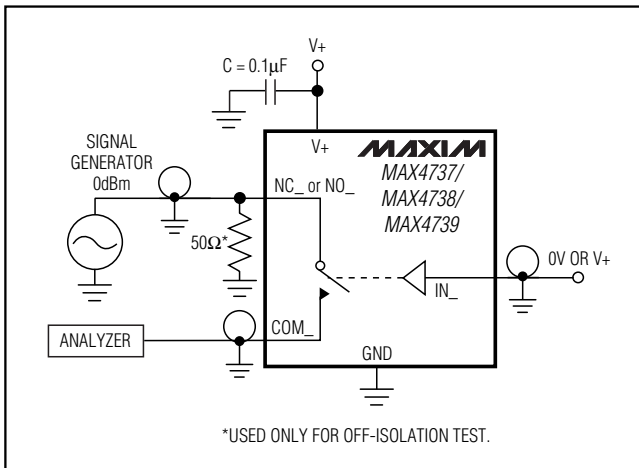 V+
C = 0.1µF
SIGNAL
GENERATOR
0dBm
V+
MAXIM
MAX4737/
MAX4738/
MAX4739
NC_ or NO_
50Ω*
0V OR V+
IN_
COM_
ANALYZER
GND
*USED ONLY FOR OFF-ISOLATION TEST.